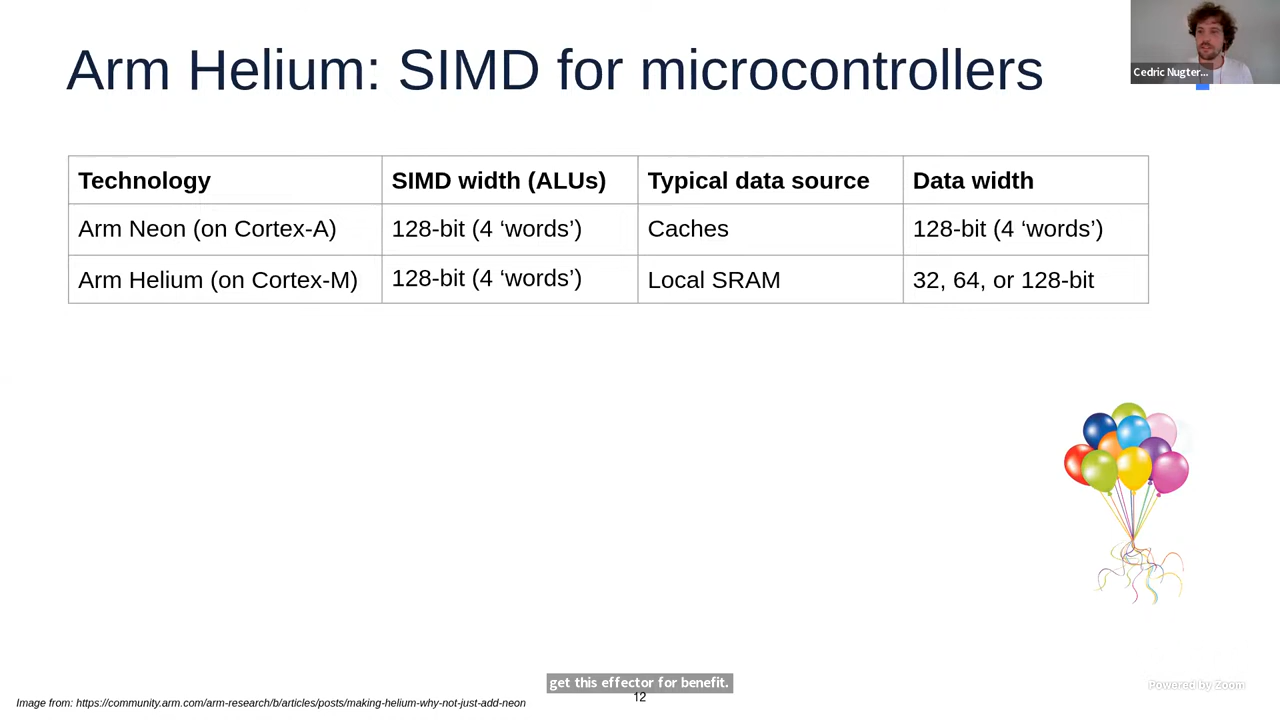 Arm Helium: SIMD for microcontrollers
Cedric Nugter...
Technology SIMD width (ALUs) Typical data source Data width
Arm Neon (on Cortex-A) 128-bit (4 ‘words’) Caches 128-bit (4 ‘words’)
Arm Helium (on Cortex-M) 128-bit (4 ‘words’) Local SRAM 32, 64, or 128-bit
get this effector for benefit.
Powered by Zoom
12
Image from: https://community.arm.com/arm-research/b/articles/posts/making-helium-why-not-just-add-neon